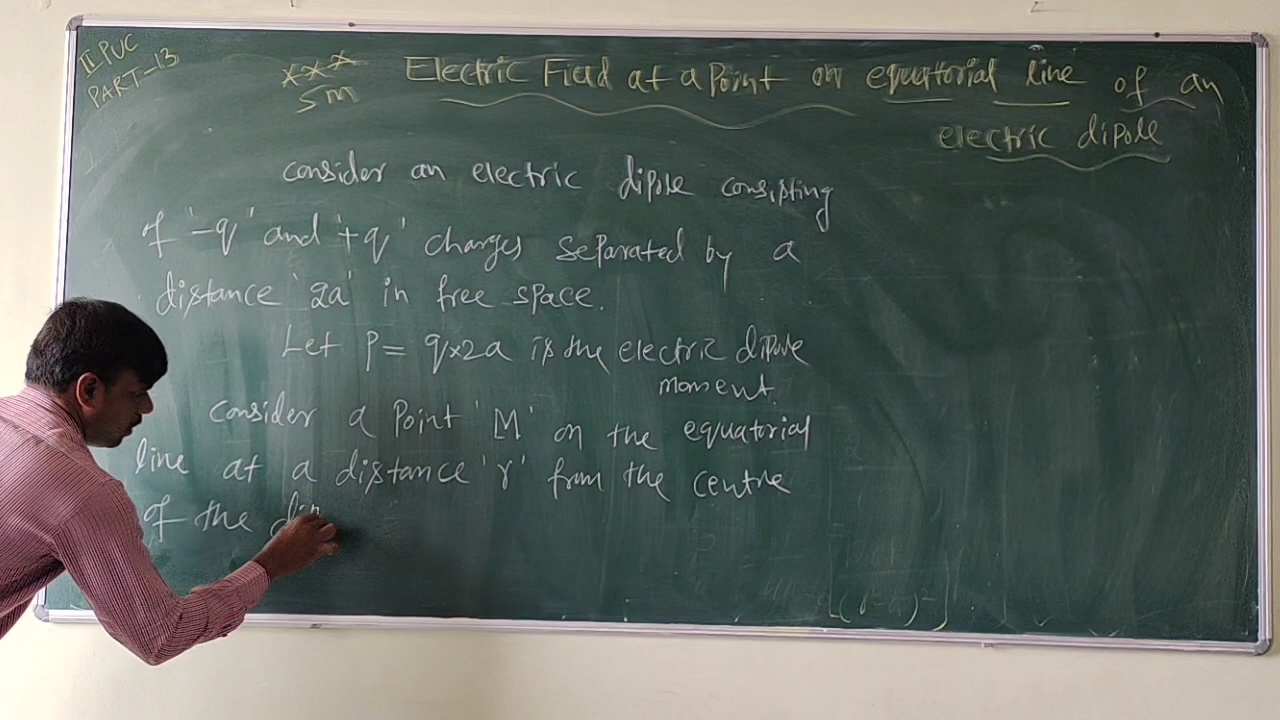 II PUC
PART-13
***
5m
Electric Field at a Point on equatorial line of an
electric dipole
consider an electric dipole consisting
of '-q' and '+q' charges separated by a
distance '2a' in free space.
Let P = q×2a is the electric dipole
moment.
consider a Point 'M' on the equatorial
line at a distance 'r' from the centre
of the dip